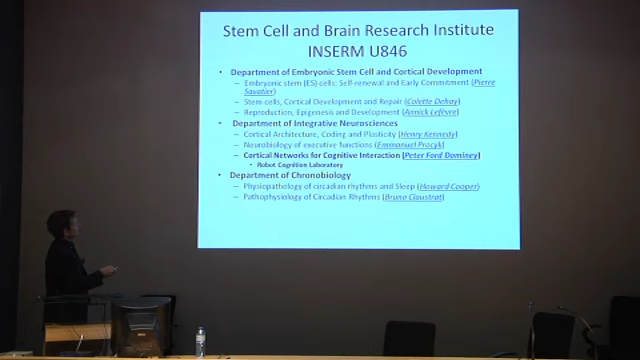 Stem Cell and Brain Research Institute
INSERM U846
• Department of Embryonic Stem Cell and Cortical Development
– Embryonic stem (ES) cells: Self-renewal and Early Commitment (Pierre
Savatier)
– Stem cells, Cortical Development and Repair (Colette Dehay)
– Reproduction, Epigenesis and Development (Annick Lefèvre)
• Department of Integrative Neurosciences
– Cortical Architecture, Coding and Plasticity (Henry Kennedy)
– Neurobiology of executive functions (Emmanuel Procyk)
– Cortical Networks for Cognitive Interaction (Peter Ford Dominey)
• Robot Cognition Laboratory
• Department of Chronobiology
– Physiopathology of circadian rhythms and Sleep (Howard Cooper)
– Pathophysiology of Circadian Rhythms (Bruno Claustrat)